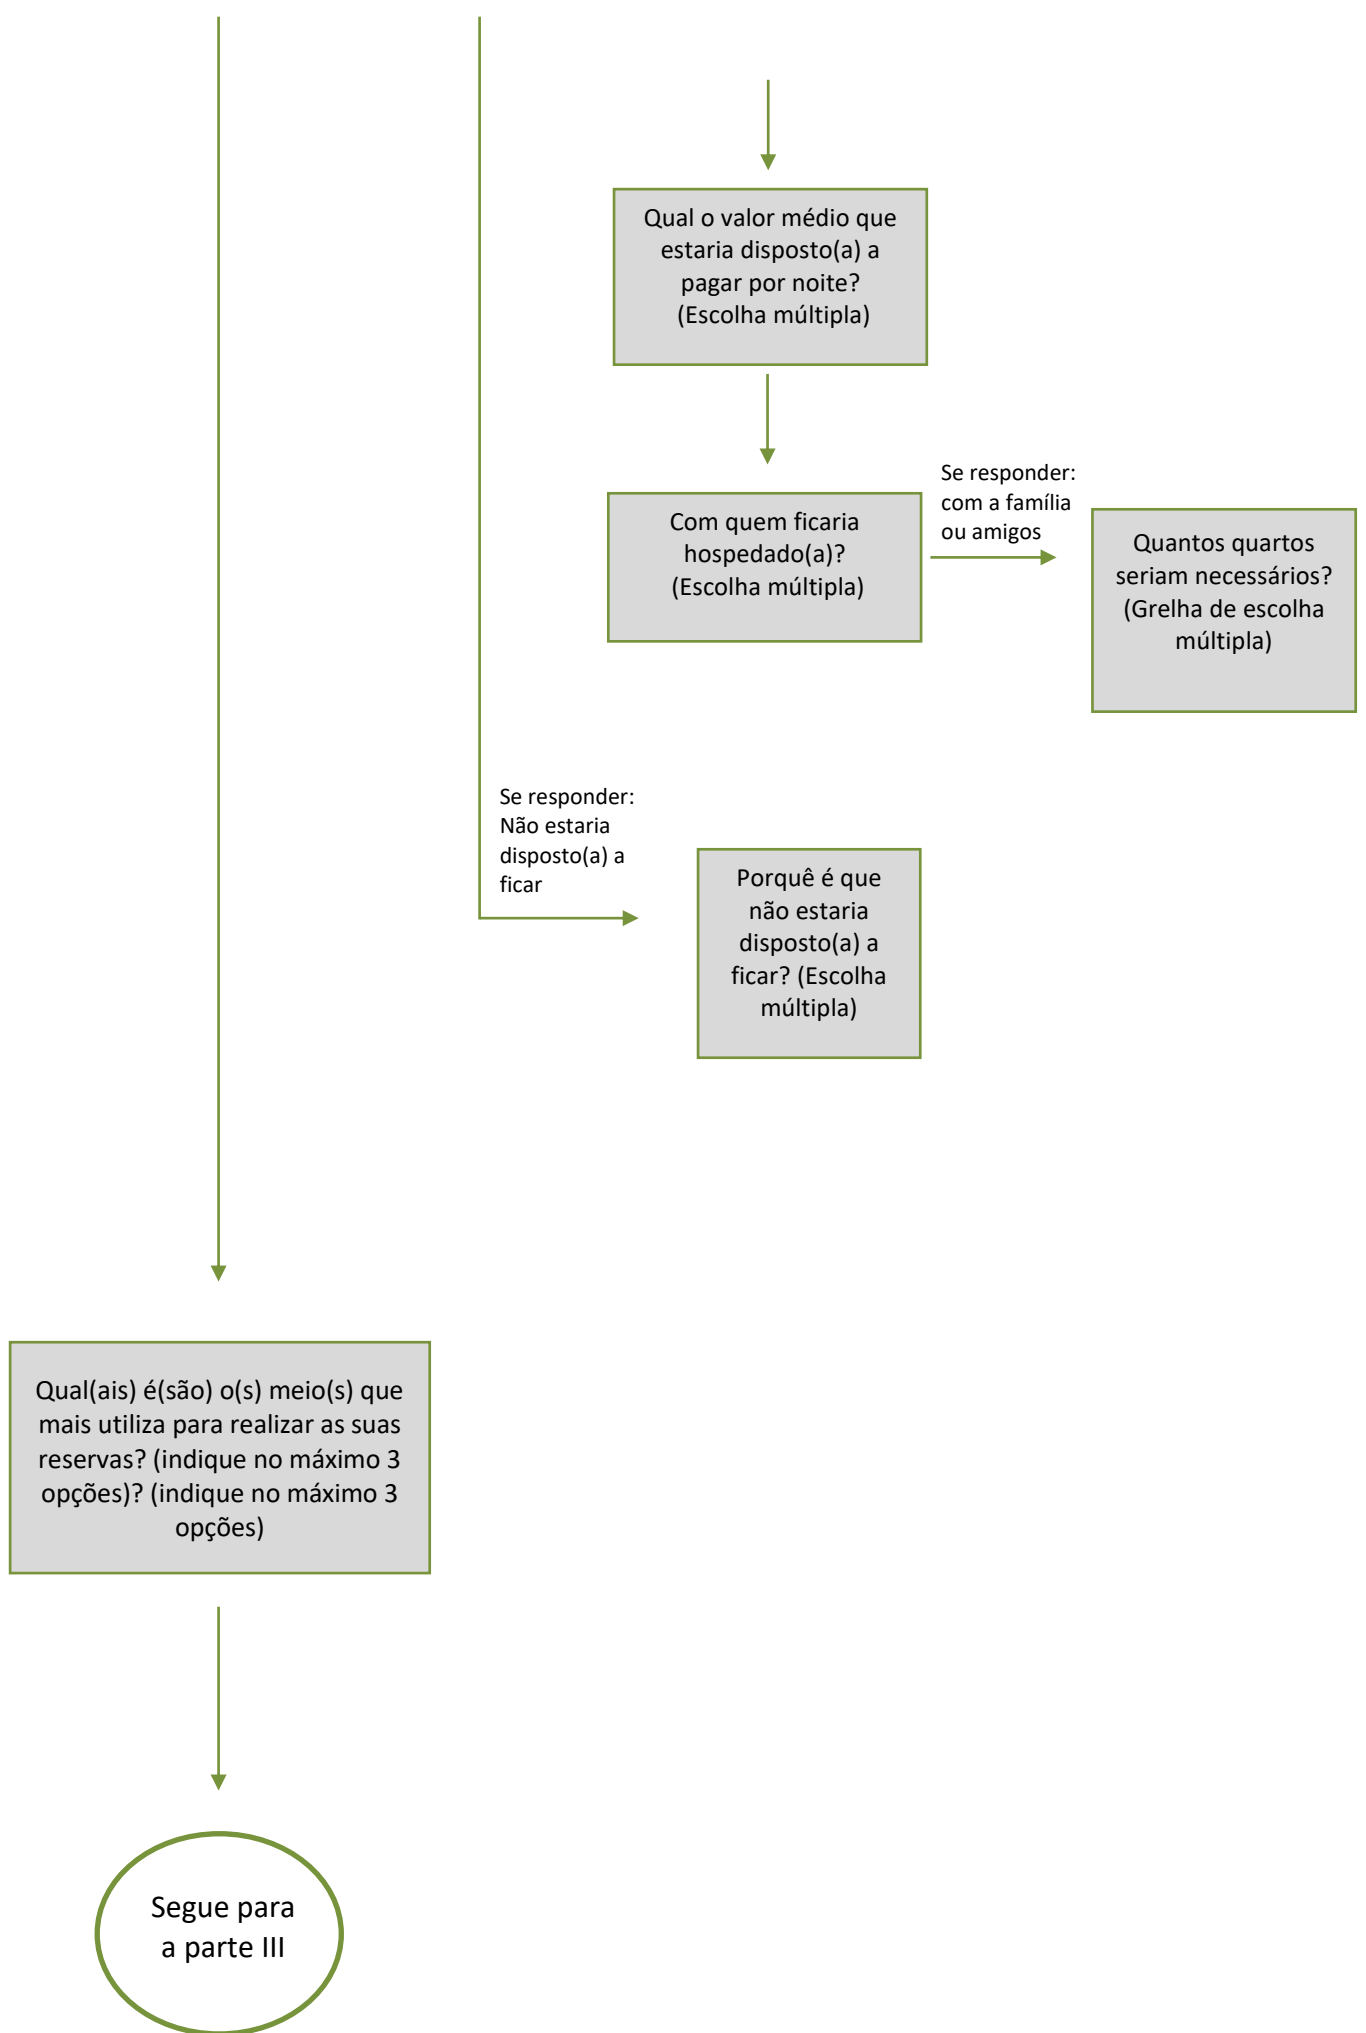 Qual o valor médio que
estaria disposto(a) a
pagar por noite?
(Escolha múltipla)
Com quem ficaria
hospedado(a)?
(Escolha múltipla)
Se responder:
com a família
ou amigos
Quantos quartos
seriam necessários?
(Grelha de escolha
múltipla)
Se responder:
Não estaria
disposto(a) a
ficar
Porquê é que
não estaria
disposto(a) a
ficar? (Escolha
múltipla)
Qual(ais) é(são) o(s) meio(s) que
mais utiliza para realizar as suas
reservas? (indique no máximo 3
opções)? (indique no máximo 3
opções)
Segue para
a parte III